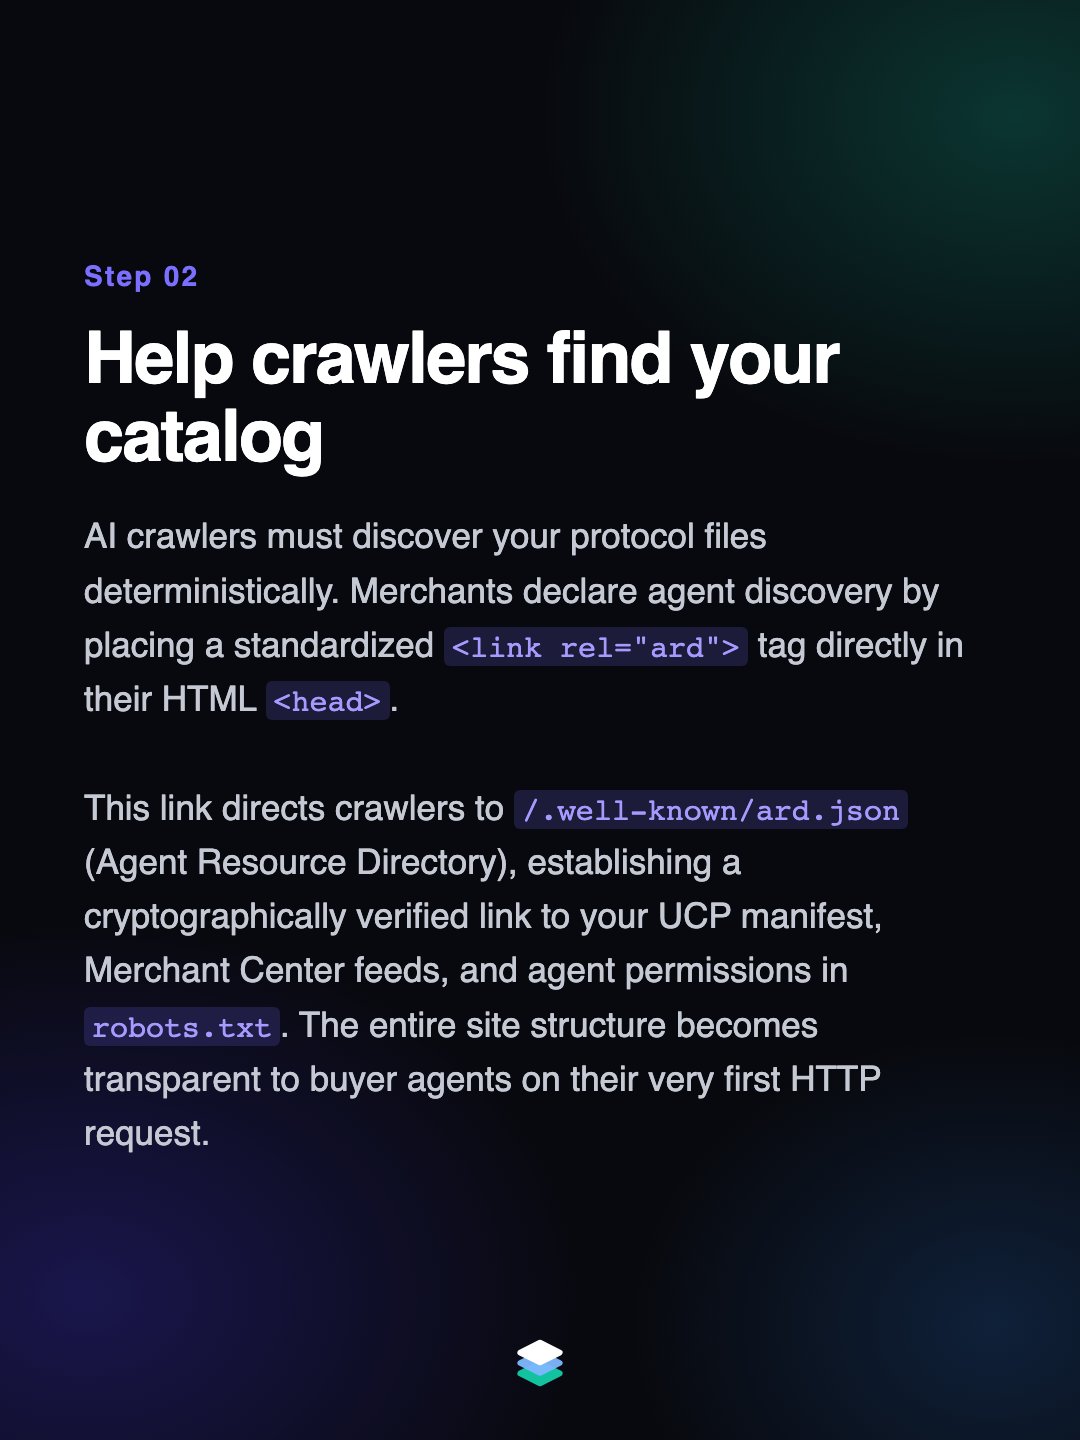 Step 02
Help crawlers find your
catalog
AI crawlers must discover your protocol files
deterministically. Merchants declare agent discovery by
placing a standardized <link rel="ard"> tag directly in
their HTML <head>.
This link directs crawlers to /.well-known/ard.json
(Agent Resource Directory), establishing a
cryptographically verified link to your UCP manifest,
Merchant Center feeds, and agent permissions in
robots.txt. The entire site structure becomes
transparent to buyer agents on their very first HTTP
request.